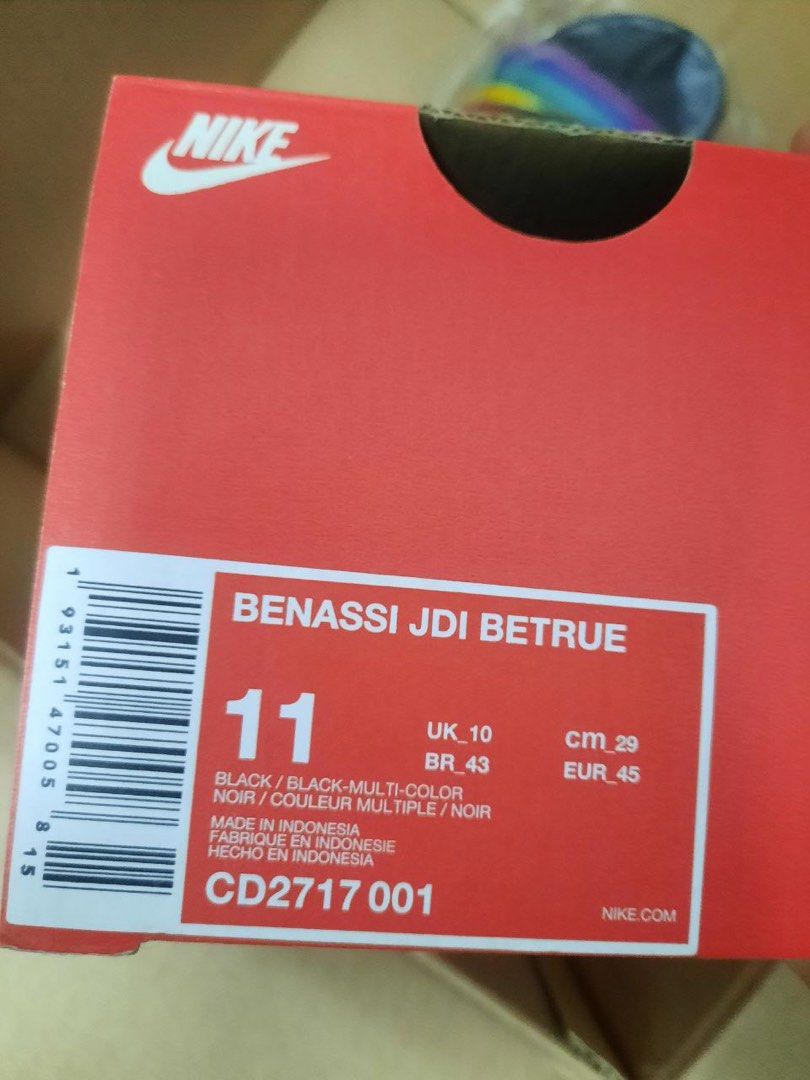 NIKE
BENASSI JDI BETRUE
11
UK_10
cm_29
BR_43
EUR_45
BLACK / BLACK-MULTI-COLOR
NOIR / COULEUR MULTIPLE / NOIR
MADE IN INDONESIA
FABRIQUE EN INDONESIE
HECHO EN INDONESIA
CD2717 001
NIKE.COM
1 93151 47005 8 15